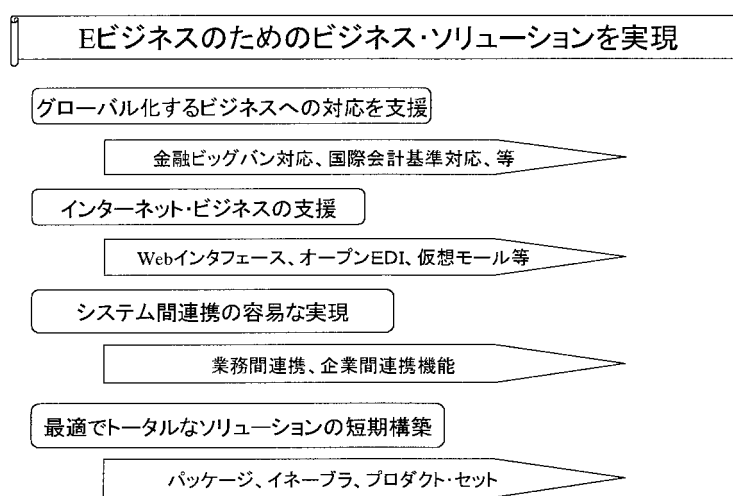 Eビジネスのためのビジネス・ソリューションを実現
グローバル化するビジネスへの対応を支援
金融ビッグバン対応、国際会計基準対応、等
インターネット・ビジネスの支援
Webインタフェース、オープンEDI、仮想モール等
システム間連携の容易な実現
業務間連携、企業間連携機能
最適でトータルなソリューションの短期構築
パッケージ、イネーブラ、プロダクト・セット